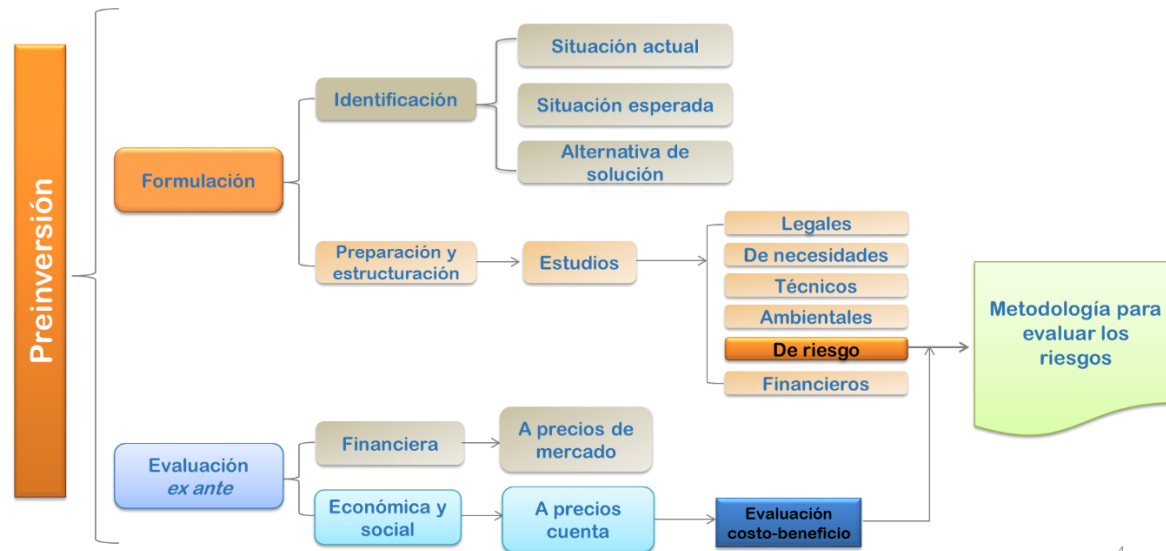 Preinversión
Formulación
Identificación
Situación actual
Situación esperada
Alternativa de
solución
Preparación y
estructuración
Estudios
Legales
De necesidades
Técnicos
Ambientales
De riesgo
Financieros
Metodología para
evaluar los
riesgos
Evaluación
ex ante
Financiera
A precios de
mercado
Económica y
social
A precios
cuenta
Evaluación
costo-beneficio
4